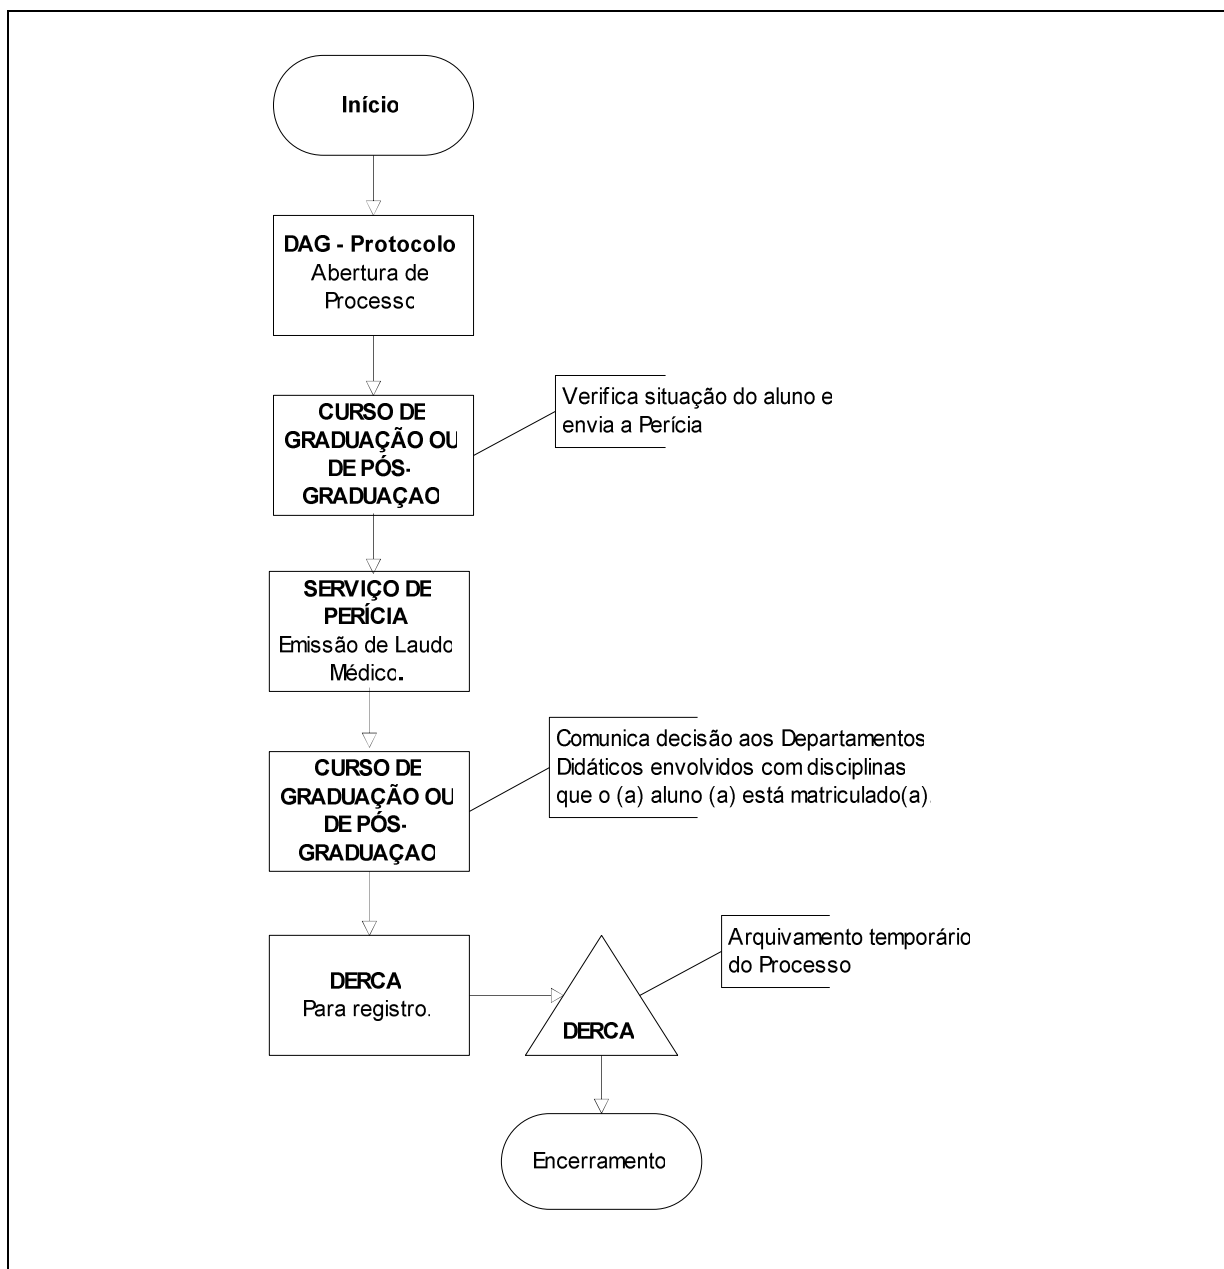 Início
DAG - Protocolo
Abertura de
Processo
CURSO DE
GRADUAÇÃO OU
DE PÓS-
GRADUAÇAO
Verifica situação do aluno e
envia a Perícia
SERVIÇO DE
PERÍCIA
Emissão de Laudo
Médico.
CURSO DE
GRADUAÇÃO OU
DE PÓS-
GRADUAÇAO
Comunica decisão aos Departamentos
Didáticos envolvidos com disciplinas
que o (a) aluno (a) está matriculado(a).
DERCA
Para registro.
DERCA
Arquivamento temporário
do Processo
Encerramento